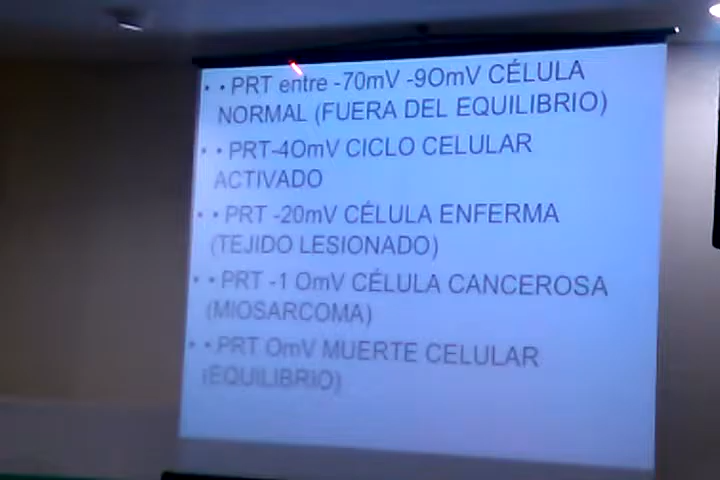 • • PRT entre -70mV -9OmV CÉLULA
NORMAL (FUERA DEL EQUILIBRIO)
• • PRT-4OmV CICLO CELULAR
ACTIVADO
• • PRT -20mV CÉLULA ENFERMA
(TEJIDO LESIONADO)
• • PRT -1 OmV CÉLULA CANCEROSA
(MIOSARCOMA)
• • PRT OmV MUERTE CELULAR
(EQUILIBRIO)